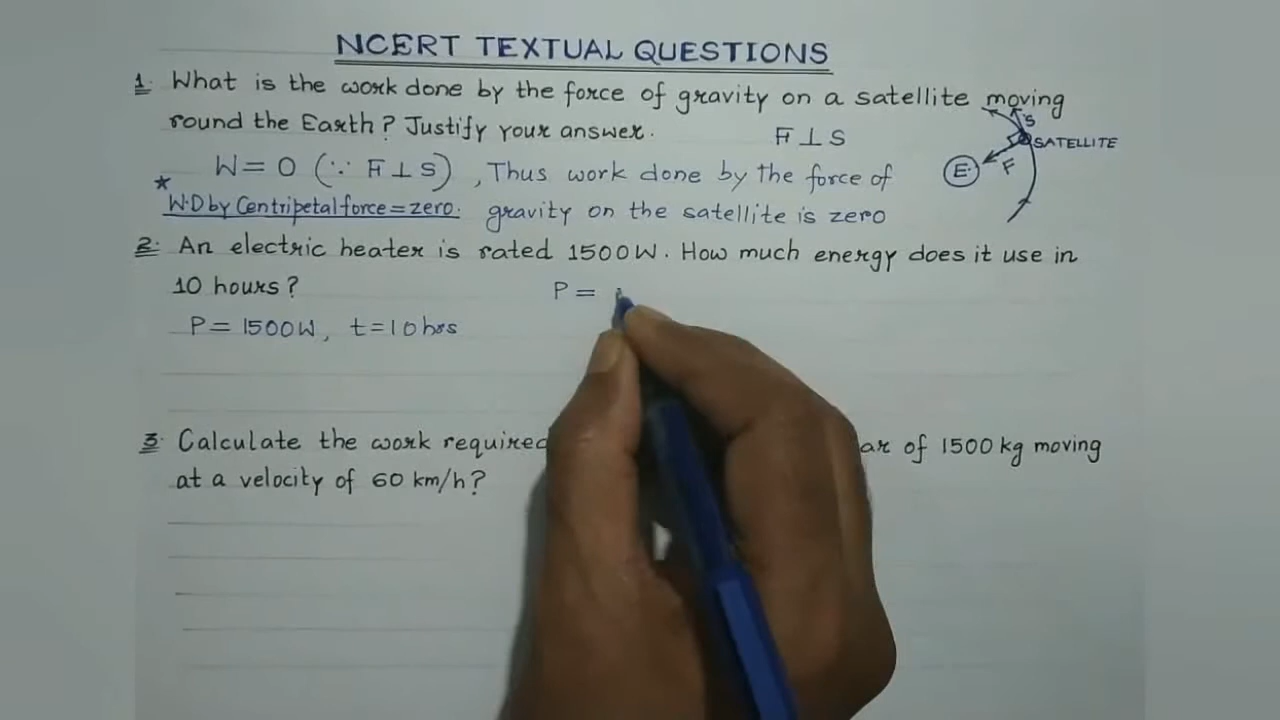 NCERT TEXTUAL QUESTIONS
1. What is the work done by the force of gravity on a satellite moving
round the Earth? Justify your answer.
F ⊥ S
S
SATELLITE
E
F
W = 0 (∵ F ⊥ S) , Thus work done by the force of
* W.D by Centripetal force = zero. gravity on the satellite is zero
2. An electric heater is rated 1500W. How much energy does it use in
10 hours?
P =
P = 1500W, t = 10 hrs
3. Calculate the work required ar of 1500 kg moving
at a velocity of 60 km/h?